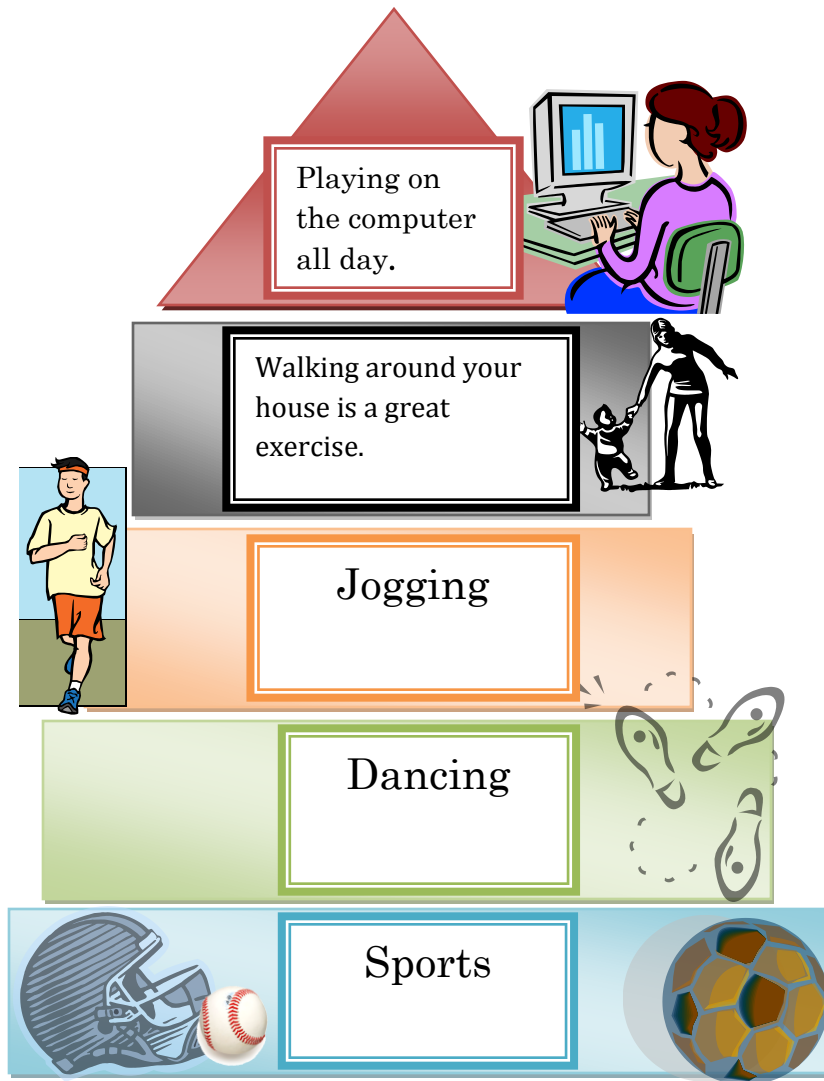 Playing on
the computer
all day.
Walking around your
house is a great
exercise.
Jogging
Dancing
Sports